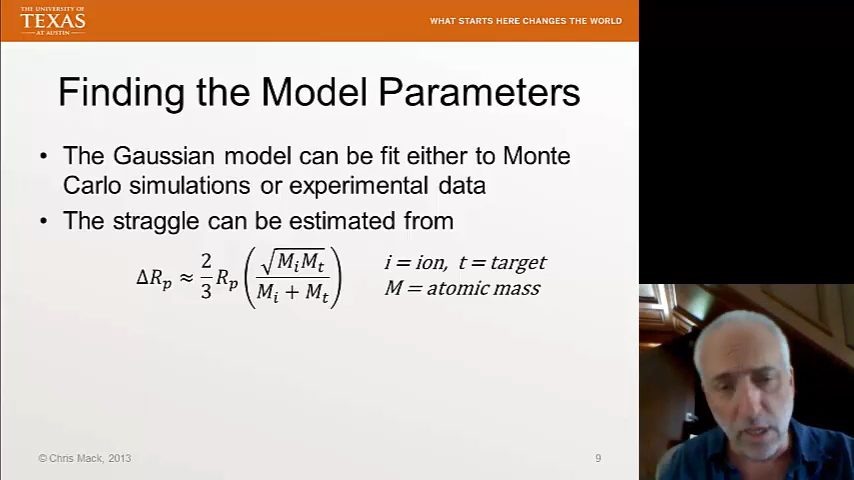 THE UNIVERSITY OF
TEXAS
AT AUSTIN
WHAT STARTS HERE CHANGES THE WORLD
Finding the Model Parameters
• The Gaussian model can be fit either to Monte
Carlo simulations or experimental data
• The straggle can be estimated from
ΔR_p ≈ 2/3 R_p (√(M_i M_t) / (M_i + M_t))
i = ion, t = target
M = atomic mass
© Chris Mack, 2013
9